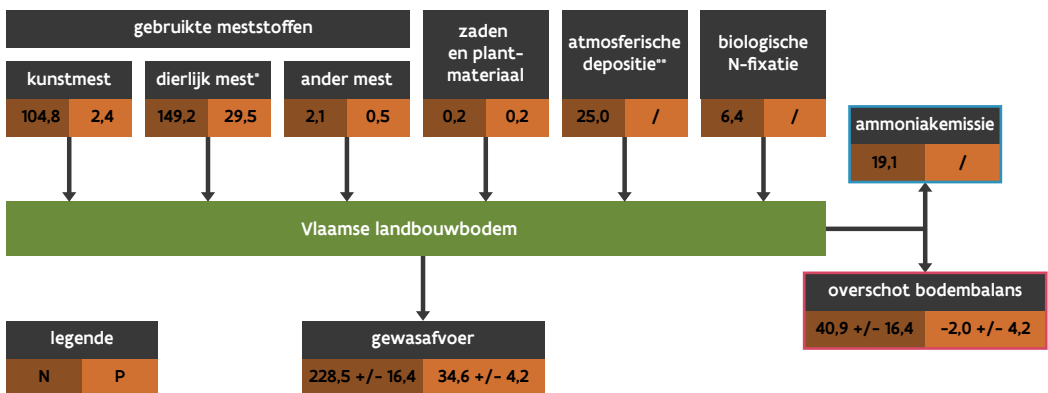 gebruikte meststoffen
kunstmest
104,8 2,4
dierlijk mest*
149,2 29,5
ander mest
2,1 0,5
zaden
en plant-
materiaal
0,2 0,2
atmosferische
depositie**
25,0 /
biologische
N-fixatie
6,4 /
ammoniakemissie
19,1 /
Vlaamse landbouwbodem
overschot bodembalans
40,9 +/- 16,4 -2,0 +/- 4,2
legende
N P
gewasafvoer
228,5 +/- 16,4 34,6 +/- 4,2